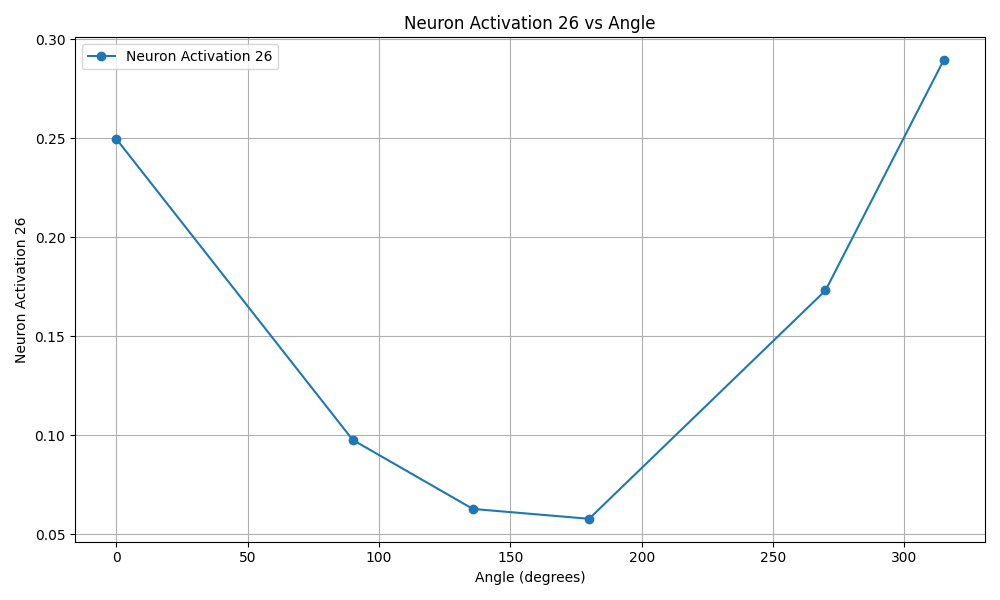 Neuron Activation 26 vs Angle
Neuron Activation 26
0.30
0.25
0.20
0.15
0.10
0.05
Neuron Activation 26
0 50 100 150 200 250 300
Angle (degrees)